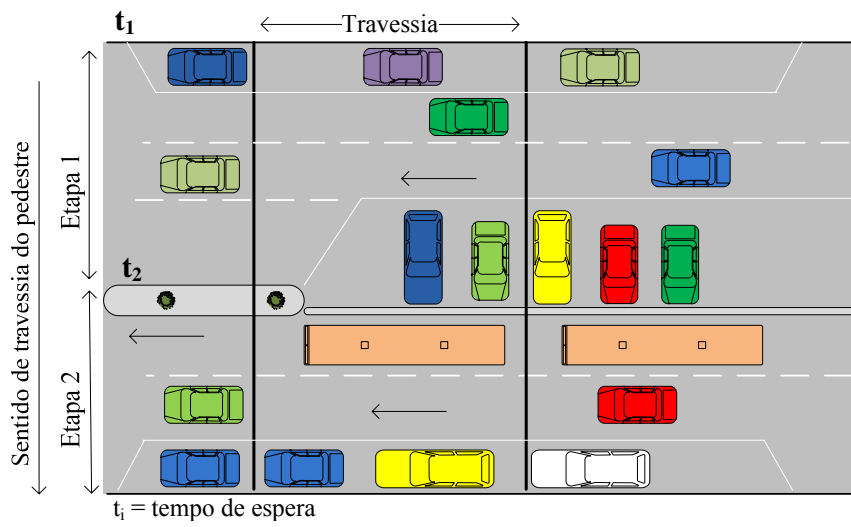 t1
Travessia
Sentido de travessia do pedestre
Etapa 1
t2
Etapa 2
ti = tempo de espera